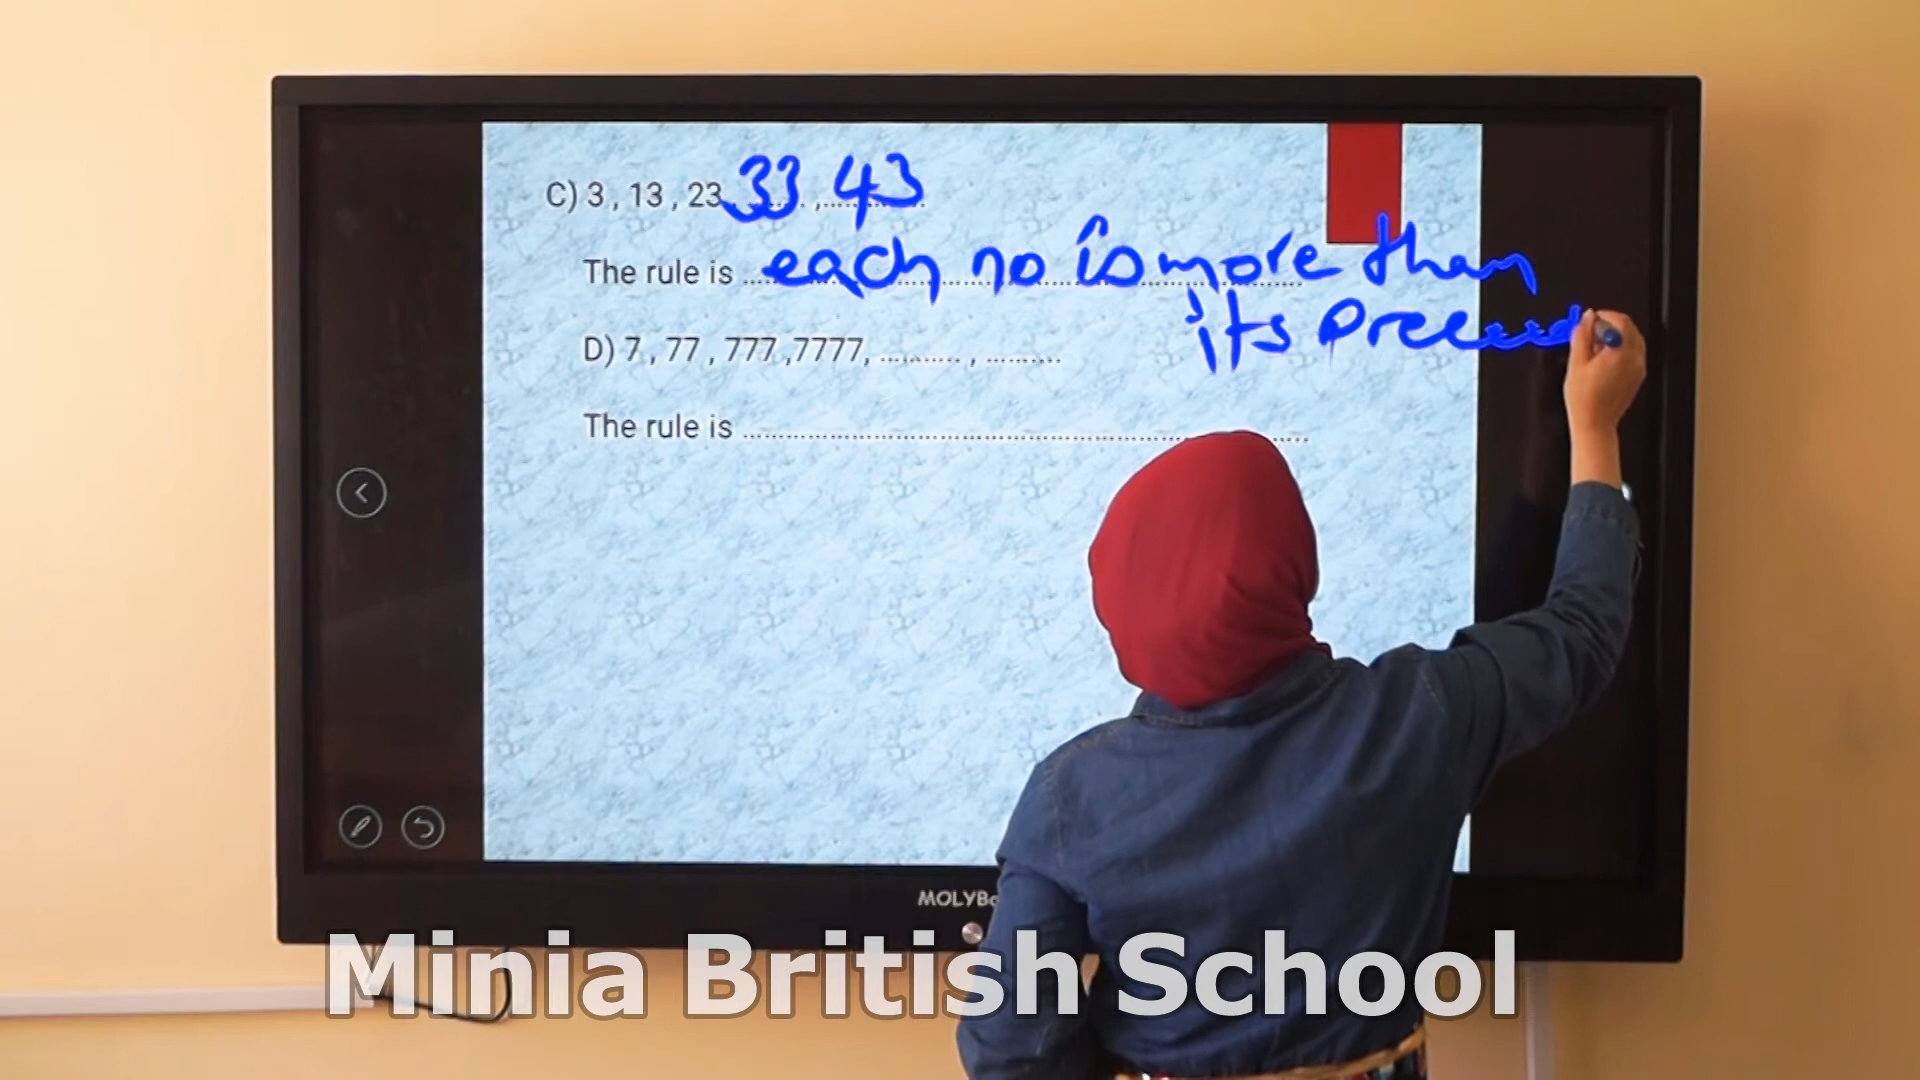 C) 3 , 13 , 23, 33 , 43
The rule is each no is more than
its
D) 7 , 77 , 777 ,7777, .......... , ..........
The rule is ..........................................................
MOLYBo
Minia British School